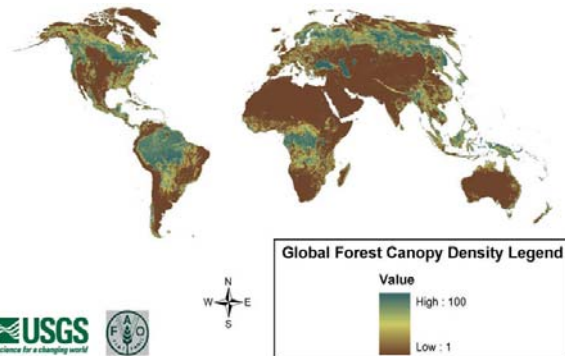 Global Forest Canopy Density Legend
Value
High : 100
Low : 1
N
W E
S
USGS
science for a changing world
F A O